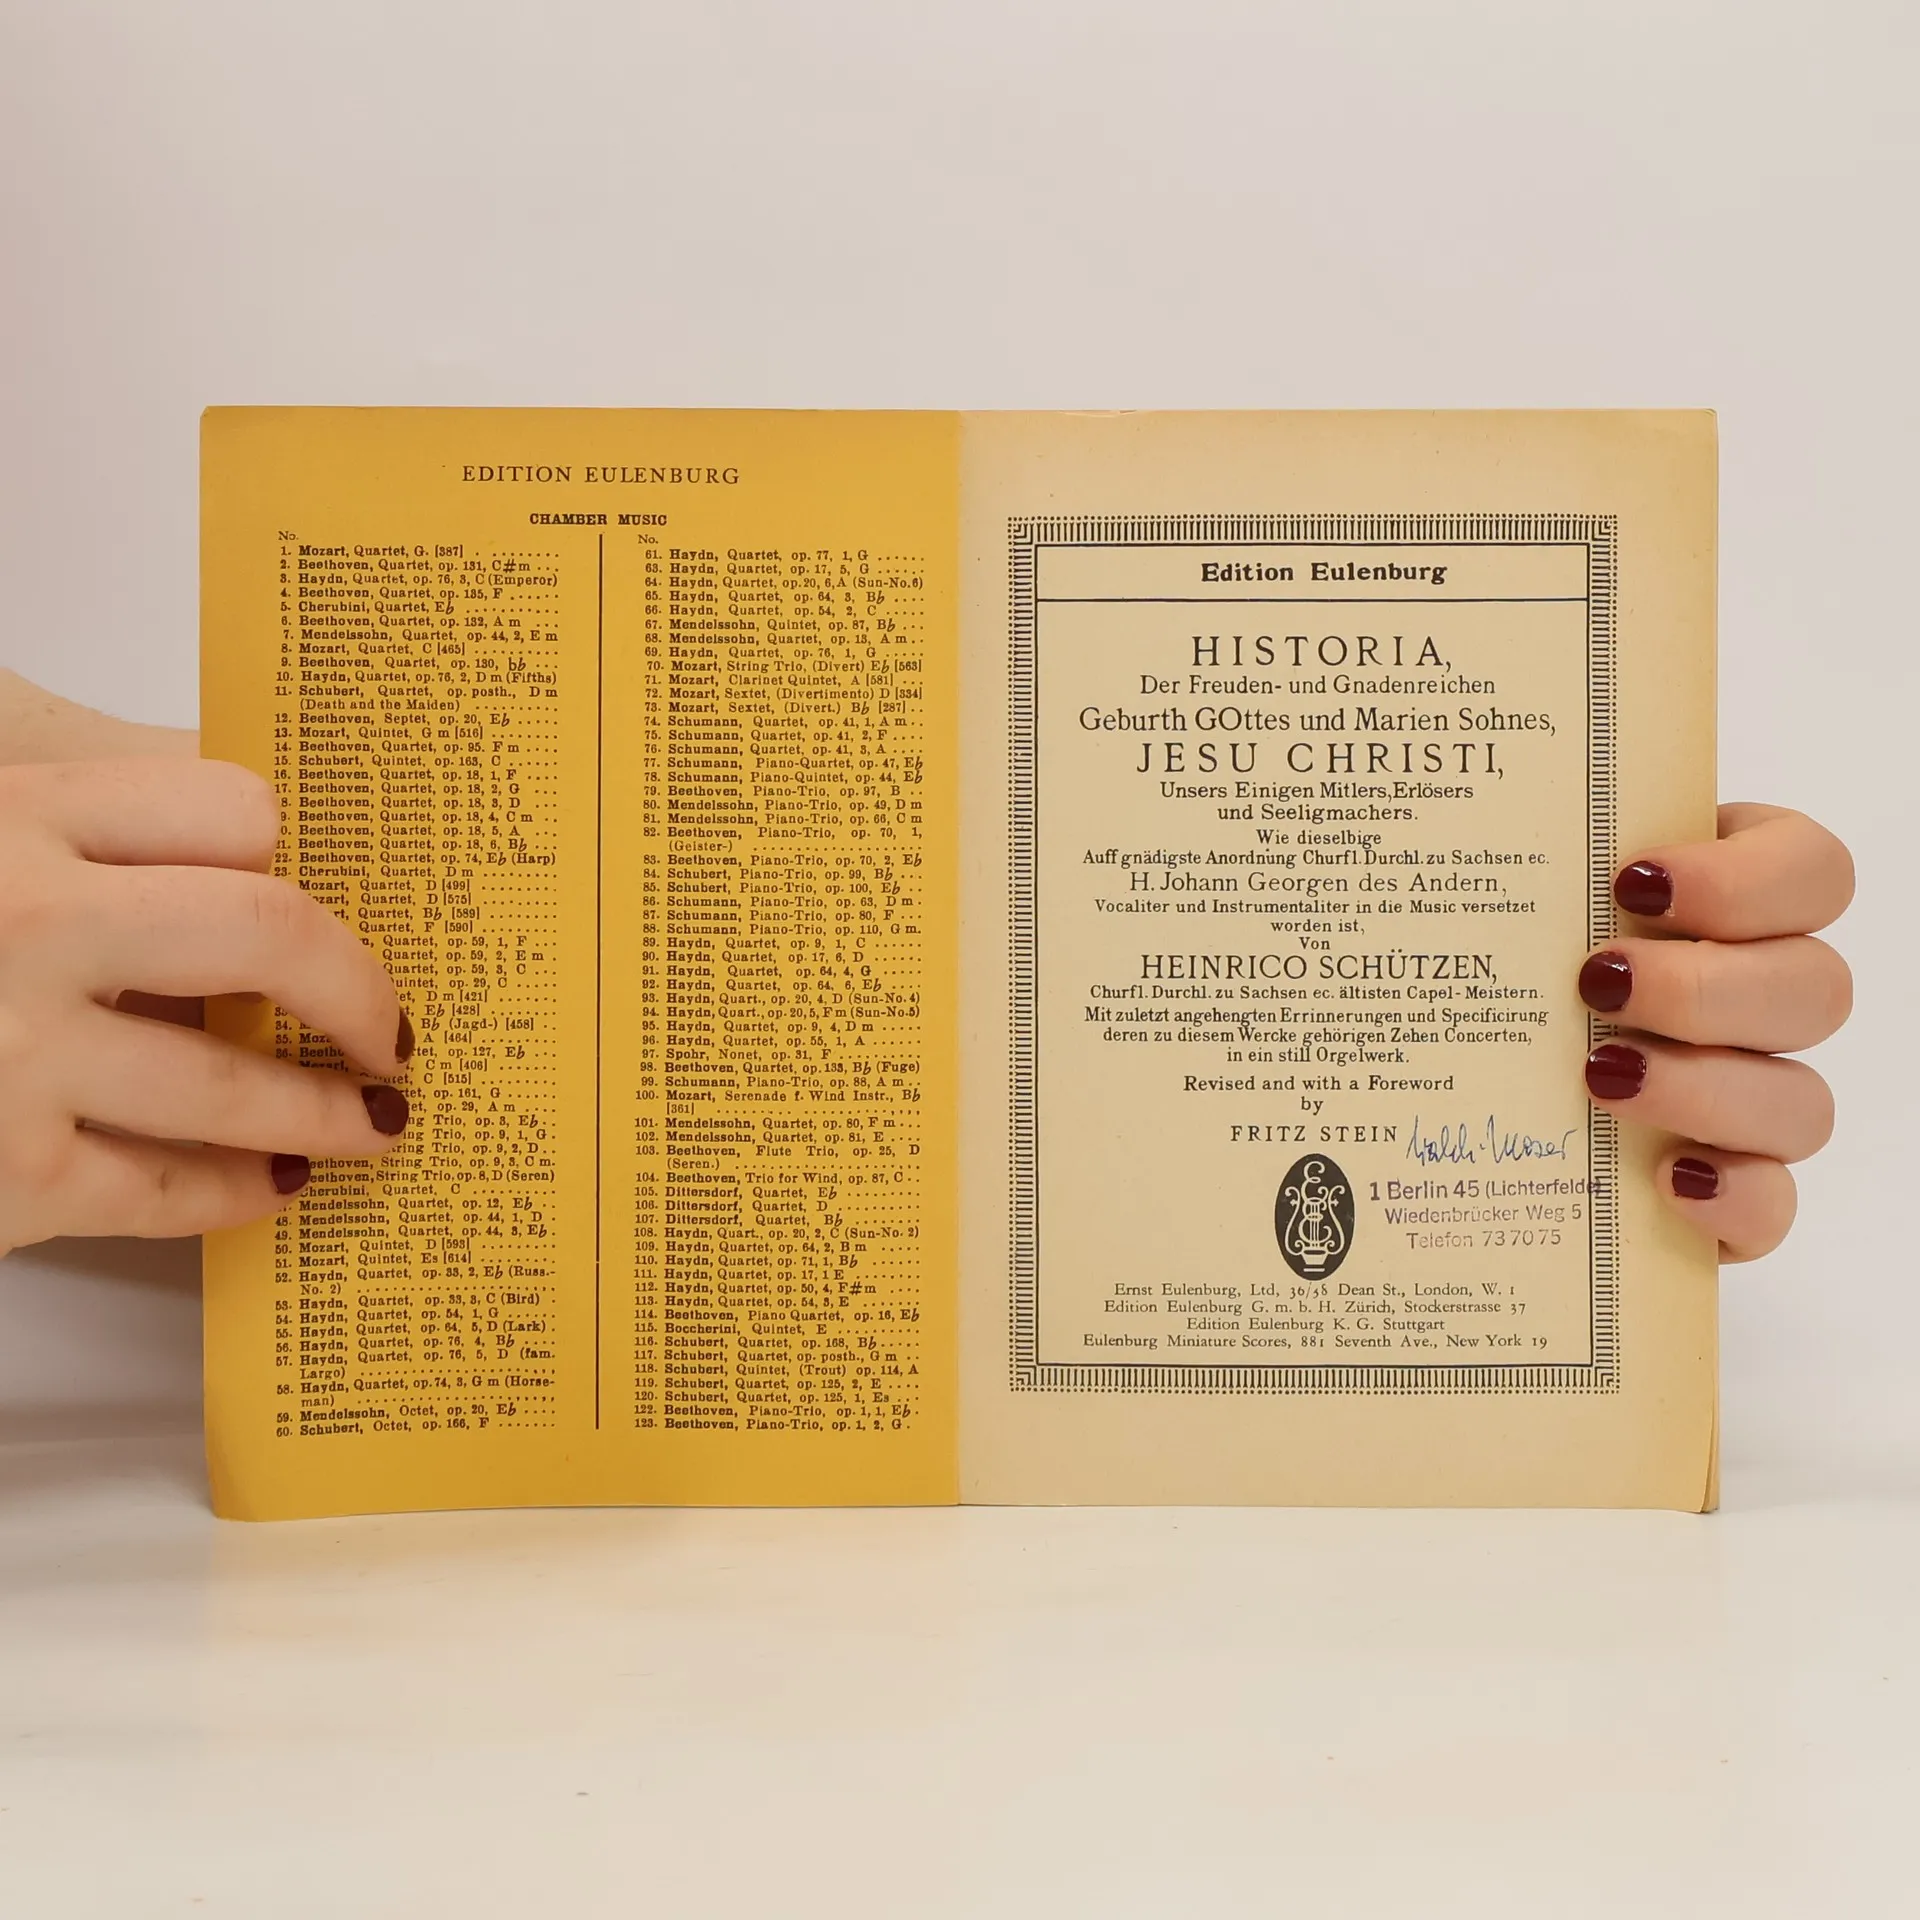 EDITION EULENBURG
CHAMBER MUSIC
No.
1. Mozart, Quartet, G. [387]
2. Beethoven, Quartet, op. 131, C#m
3. Haydn, Quartet, op. 76, 3, C (Emperor)
4. Beethoven, Quartet, op. 135, F
5. Cherubini, Quartet, E♭
6. Beethoven, Quartet, op. 132, A m
7. Mendelssohn, Quartet, op. 44, 2, E m
8. Mozart, Quartet, C [465]
9. Beethoven, Quartet, op. 130, b♭
10. Haydn, Quartet, op. 76, 2, D m (Fifths)
11. Schubert, Quartet, op. posth., D m
(Death and the Maiden)
12. Beethoven, Septet, op. 20, E♭
13. Mozart, Quintet, G m [516]
14. Beethoven, Quartet, op. 95. F m
15. Schubert, Quintet, op. 163, C
16. Beethoven, Quartet, op. 18, 1, F
17. Beethoven, Quartet, op. 18, 2, G
8. Beethoven, Quartet, op. 18, 3, D
9. Beethoven, Quartet, op. 18, 4, C m
0. Beethoven, Quartet, op. 18, 5, A
1. Beethoven, Quartet, op. 18, 6, B♭
22. Beethoven, Quartet, op. 74, E♭ (Harp)
23. Cherubini, Quartet, D m
Mozart, Quartet, D [499]
Quartet, D [575]
Quartet, B♭ [589]
Quartet, F [590]
Quartet, op. 59, 1, F
Quartet, op. 59, 2, E m
Quartet, op. 59, 3, C
op. 29, C
D m [421]
E♭ [428]
34. B♭ (Jagd-) [458]
35. A [464]
36. op. 127, E♭
C m [406]
C [515]
op. 161, G
op. 29, A m
Trio, op. 3, E♭
Trio, op. 9, 1, G
Trio, op. 9, 2, D
String Trio, op. 9, 3, C m.
Beethoven, String Trio, op. 8, D (Seren)
Cherubini, Quartet, C
Mendelssohn, Quartet, op. 12, E♭
48. Mendelssohn, Quartet, op. 44, 1, D
49. Mendelssohn, Quartet, op. 44, 3, E♭
50. Mozart, Quintet, D [593]
51. Mozart, Quintet, Es [614]
52. Haydn, Quartet, op. 33, 2, E♭ (Russ.-
No. 2)
53. Haydn, Quartet, op. 33, 3, C (Bird)
54. Haydn, Quartet, op. 54, 1, G
55. Haydn, Quartet, op. 64, 5, D (Lark)
56. Haydn, Quartet, op. 76, 4, B♭
57. Haydn, Quartet, op. 76, 5, D (fam.
Largo)
58. Haydn, Quartet, op. 74, 3, G m (Horse-
man)
59. Mendelssohn, Octet, op. 20, E♭
60. Schubert, Octet, op. 166, F
No.
61. Haydn, Quartet, op. 77, 1, G
63. Haydn, Quartet, op. 17, 5, G
64. Haydn, Quartet, op. 20, 6, A (Sun-No. 6)
65. Haydn, Quartet, op. 64, 3, B♭
66. Haydn, Quartet, op. 54, 2, C
67. Mendelssohn, Quintet, op. 87, B♭
68. Mendelssohn, Quartet, op. 13, A m
69. Haydn, Quartet, op. 76, 1, G
70. Mozart, String Trio, (Divert) E♭ [563]
71. Mozart, Clarinet Quintet, A [581]
72. Mozart, Sextet, (Divertimento) D [334]
73. Mozart, Sextet, (Divert.) B♭ [287]
74. Schumann, Quartet, op. 41, 1, A m
75. Schumann, Quartet, op. 41, 2, F
76. Schumann, Quartet, op. 41, 3, A
77. Schumann, Piano-Quartet, op. 47, E♭
78. Schumann, Piano-Quintet, op. 44, E♭
79. Beethoven, Piano-Trio, op. 97, B
80. Mendelssohn, Piano-Trio, op. 49, D m
81. Mendelssohn, Piano-Trio, op. 66, C m
82. Beethoven, Piano-Trio, op. 70, 1,
(Geister-)
83. Beethoven, Piano-Trio, op. 70, 2, E♭
84. Schubert, Piano-Trio, op. 99, B♭
85. Schubert, Piano-Trio, op. 100, E♭
86. Schumann, Piano-Trio, op. 63, D m
87. Schumann, Piano-Trio, op. 80, F
88. Schumann, Piano-Trio, op. 110, G m.
89. Haydn, Quartet, op. 9, 1, C
90. Haydn, Quartet, op. 17, 6, D
91. Haydn, Quartet, op. 64, 4, G
92. Haydn, Quartet, op. 64, 6, E♭
93. Haydn, Quart., op. 20, 4, D (Sun-No. 4)
94. Haydn, Quart., op. 20, 5, F m (Sun-No. 5)
95. Haydn, Quartet, op. 9, 4, D m
96. Haydn, Quartet, op. 55, 1, A
97. Spohr, Nonet, op. 31, F
98. Beethoven, Quartet, op. 133, B♭ (Fuge)
99. Schumann, Piano-Trio, op. 88, A m
100. Mozart, Serenade f. Wind Instr., B♭
[361]
101. Mendelssohn, Quartet, op. 80, F m
102. Mendelssohn, Quartet, op. 81, E
103. Beethoven, Flute Trio, op. 25, D
(Seren.)
104. Beethoven, Trio for Wind, op. 87, C
105. Dittersdorf, Quartet, E♭
106. Dittersdorf, Quartet, D
107. Dittersdorf, Quartet, B♭
108. Haydn, Quart., op. 20, 2, C (Sun-No. 2)
109. Haydn, Quartet, op. 64, 2, B m
110. Haydn, Quartet, op. 71, 1, B♭
111. Haydn, Quartet, op. 17, 1 E
112. Haydn, Quartet, op. 50, 4, F#m
113. Haydn, Quartet, op. 54, 3, E
114. Beethoven, Piano Quartet, op. 16, E♭
115. Boccherini, Quintet, E
116. Schubert, Quartet, op. 168, B♭
117. Schubert, Quartet, op. posth., G m
118. Schubert, Quintet (Trout) op. 114, A
119. Schubert, Quartet, op. 125, 2, E
120. Schubert, Quartet, op. 125, 1, Es
122. Beethoven, Piano-Trio, op. 1, 1, E♭
123. Beethoven, Piano-Trio, op. 1, 2, G
Edition Eulenburg
HISTORIA,
Der Freuden- und Gnadenreichen
Geburth GOttes und Marien Sohnes,
JESU CHRISTI,
Unsers Einigen Mitlers, Erlösers
und Seeligmachers.
Wie dieselbige
Auff gnädigste Anordnung Churfl. Durchl. zu Sachsen ec.
H. Johann Georgen des Andern,
Vocaliter und Instrumentaliter in die Music versetzet
worden ist,
Von
HEINRICO SCHÜTZEN,
Churfl. Durchl. zu Sachsen ec. ältisten Capel-Meistern.
Mit zuletzt angehengten Errinnerungen und Specificirung
deren zu diesem Wercke gehörigen Zehen Concerten,
in ein still Orgelwerk.
Revised and with a Foreword
by
FRITZ STEIN
1 Berlin 45 (Lichterfelde)
Wiedenbrücker Weg 5
Telefon 73 70 75
Ernst Eulenburg, Ltd, 36/38 Dean St., London, W. 1
Edition Eulenburg G. m. b. H. Zürich, Stockerstrasse 37
Edition Eulenburg K. G. Stuttgart
Eulenburg Miniature Scores, 881 Seventh Ave., New York 19